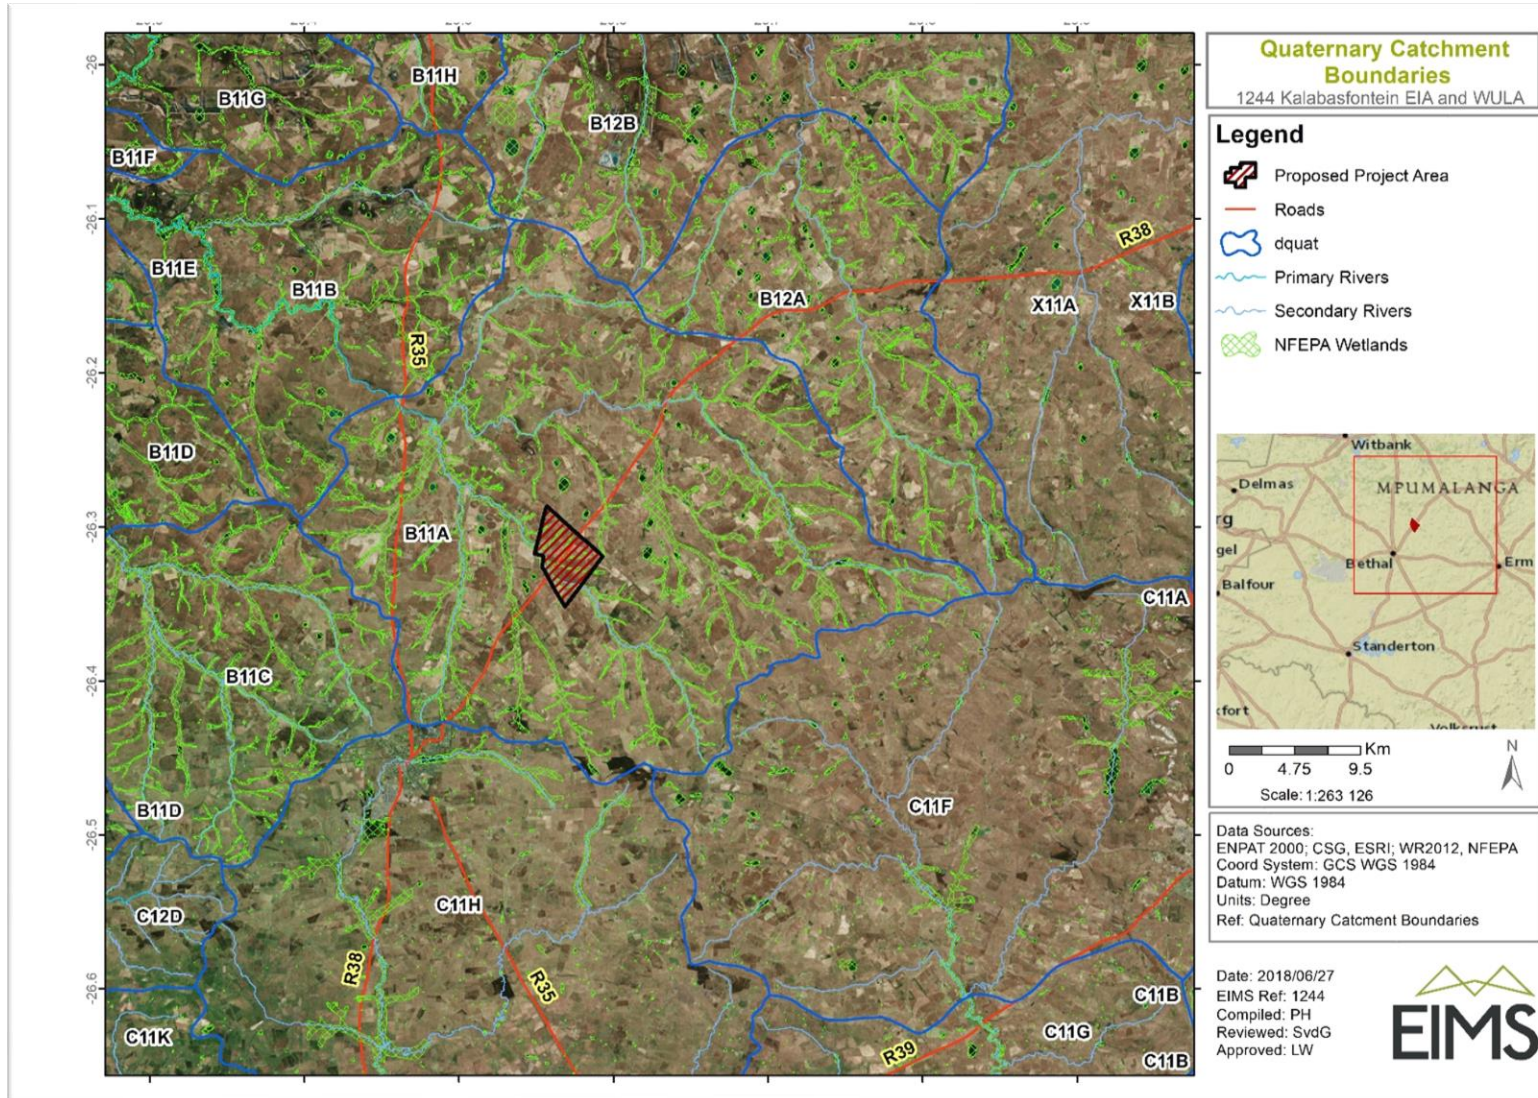 Quaternary Catchment
Boundaries
1244 Kalabasfontein EIA and WULA
Legend
Proposed Project Area
Roads
dquat
Primary Rivers
Secondary Rivers
NFEPA Wetlands
-26
-26.1
-26.2
-26.3
-26.4
-26.5
-26.6
B11H
B11G
B12B
B11F
B11E
B11B
R38
B12A
X11A
X11B
R35
B11D
B11A
C11A
B11C
B11D
C11F
C12D
C11H
R38
R35
C11B
C11K
R39
C11G
C11B
Witbank
Delmas
MPUMALANGA
rg
gel
Bethal
Erm
Balfour
Standerton
kfort
Km
0 4.75 9.5
N
Scale: 1:263 126
Data Sources:
ENPAT 2000; CSG, ESRI; WR2012, NFEPA
Coord System: GCS WGS 1984
Datum: WGS 1984
Units: Degree
Ref: Quaternary Catcment Boundaries
Date: 2018/06/27
EIMS Ref: 1244
Compiled: PH
Reviewed: SvdG
Approved: LW
EIMS